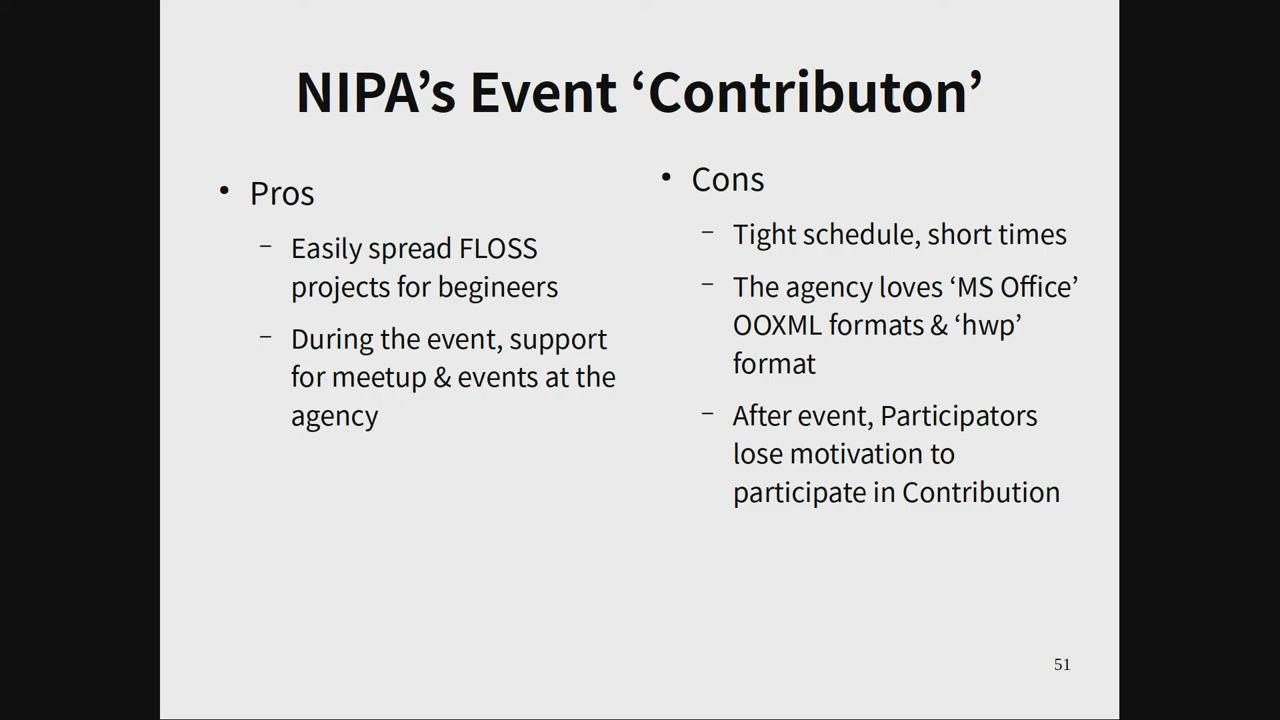 NIPA’s Event ‘Contributon’
• Pros
– Easily spread FLOSS
projects for begineers
– During the event, support
for meetup & events at the
agency
• Cons
– Tight schedule, short times
– The agency loves ‘MS Office’
OOXML formats & ‘hwp’
format
– After event, Participators
lose motivation to
participate in Contribution
51